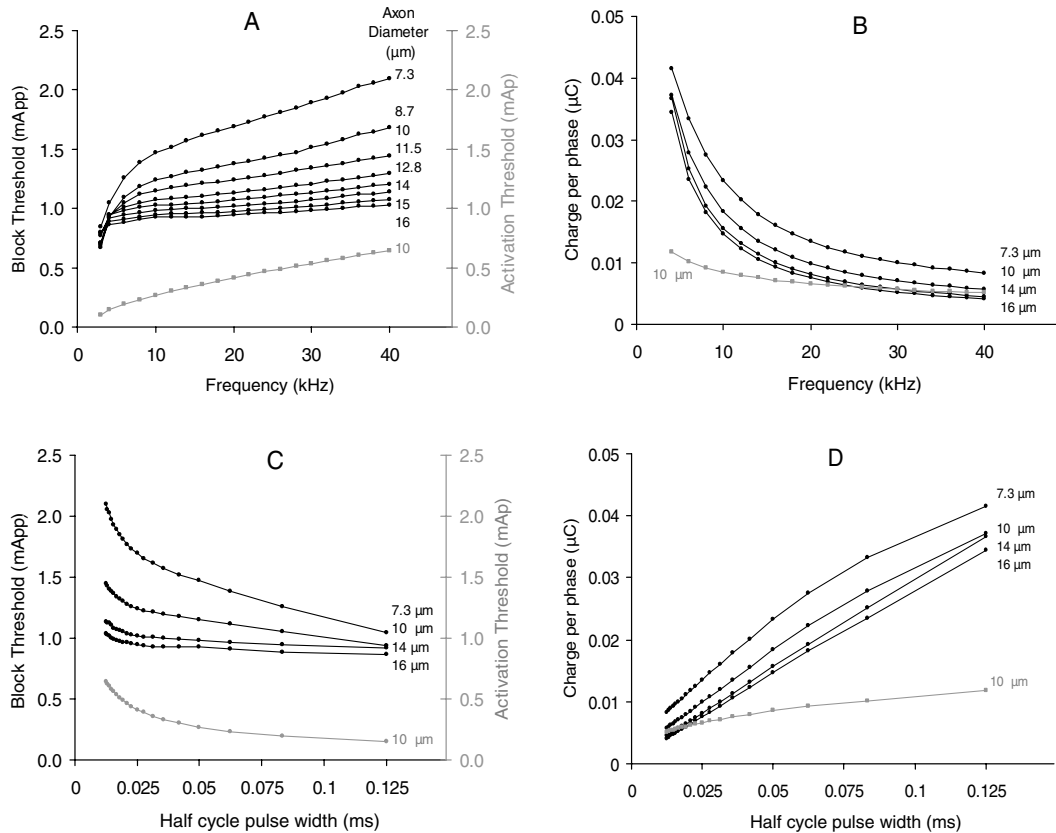 A
Axon
Diameter
(µm)
2.5
2.0
1.5
1.0
0.5
0.0
Block Threshold (mApp)
7.3
8.7
10
11.5
12.8
14
15
16
10
2.5
2.0
1.5
1.0
0.5
0.0
Activation Threshold (mAp)
0 10 20 30 40
Frequency (kHz)
B
0.05
0.04
0.03
0.02
0.01
0
Charge per phase (µC)
7.3 µm
10 µm
14 µm
16 µm
10 µm
0 10 20 30 40
Frequency (kHz)
C
2.5
2.0
1.5
1.0
0.5
0.0
Block Threshold (mApp)
7.3 µm
10 µm
14 µm
16 µm
10 µm
2.5
2.0
1.5
1.0
0.5
0.0
Activation Threshold (mAp)
0 0.025 0.05 0.075 0.1 0.125
Half cycle pulse width (ms)
D
0.05
0.04
0.03
0.02
0.01
0
Charge per phase (µC)
7.3 µm
10 µm
14 µm
16 µm
10 µm
0 0.025 0.05 0.075 0.1 0.125
Half cycle pulse width (ms)